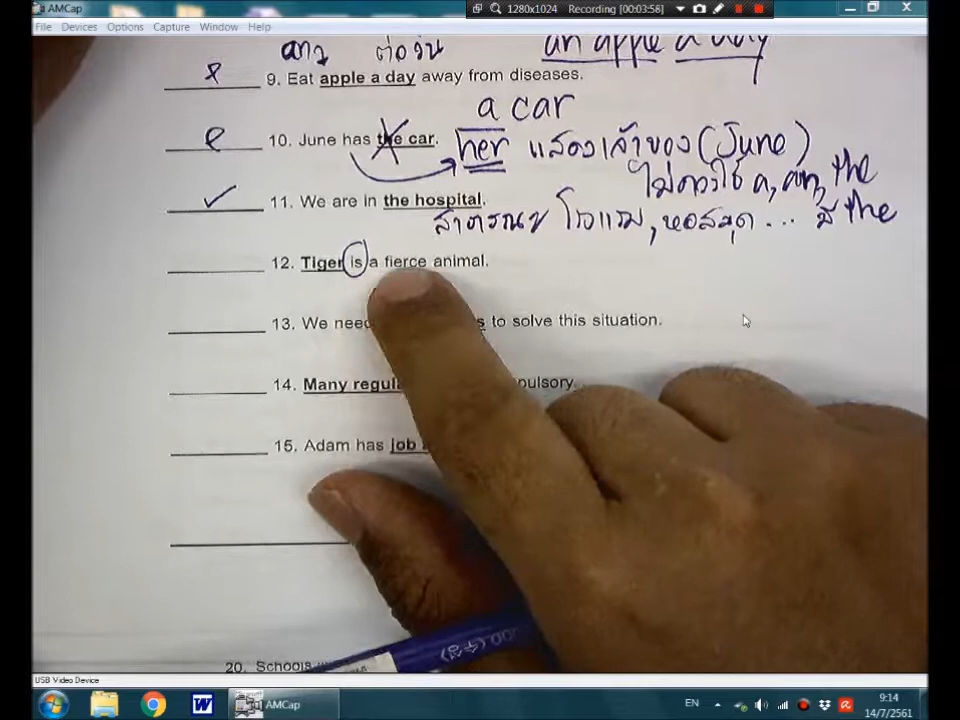 AMCap
1280x1024 Recording [00:03:58]
File Devices Options Capture Window Help
ต่อวัน an apple a day
9. Eat apple a day away from diseases.
a car
10. June has the car. her แสดงเจ้าของ (June)
ไม่ควรใช้ a, an, the
✓ 11. We are in the hospital.
สาธารณะ โรงแรม, หอสมุด ... มี the
12. Tiger is a fierce animal.
13. We need s to solve this situation.
14. Many regul pulsory.
15. Adam has job
20. Schools
USB Video Device
AMCap
EN
9:14
14/7/2561